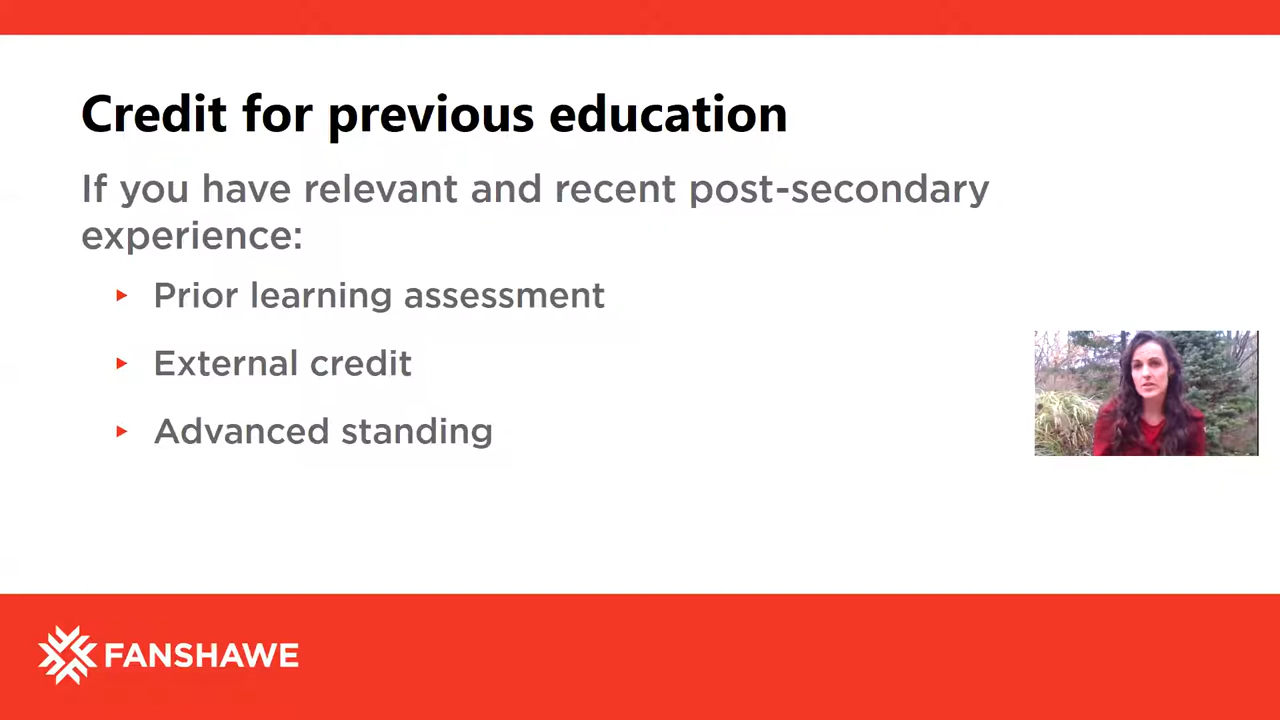 Credit for previous education
If you have relevant and recent post-secondary
experience:
Prior learning assessment
External credit
Advanced standing
FANSHAWE